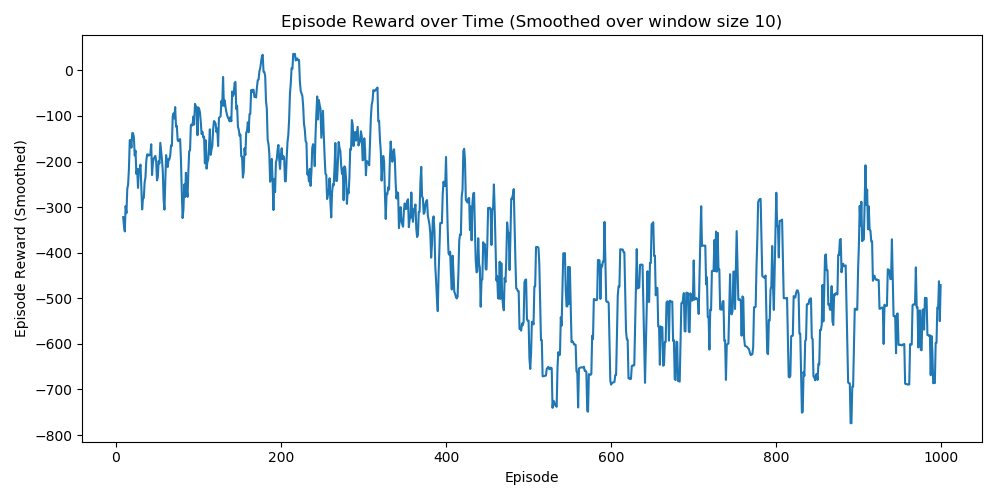 Episode Reward over Time (Smoothed over window size 10)
Episode Reward (Smoothed)
0
−100
−200
−300
−400
−500
−600
−700
−800
0 200 400 600 800 1000
Episode